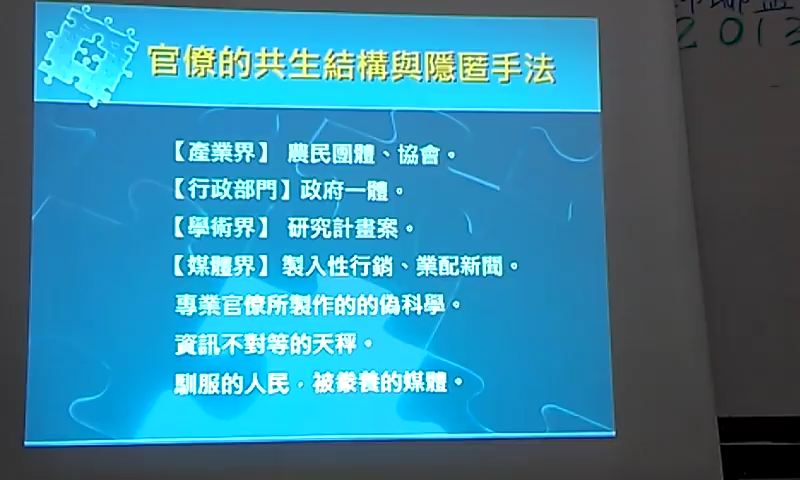 官僚的共生結構與隱匿手法
【產業界】 農民團體、協會。
【行政部門】政府一體。
【學術界】 研究計畫案。
【媒體界】製入性行銷、業配新聞。
專業官僚所製作的的偽科學。
資訊不對等的天秤。
馴服的人民,被豢養的媒體。
2013